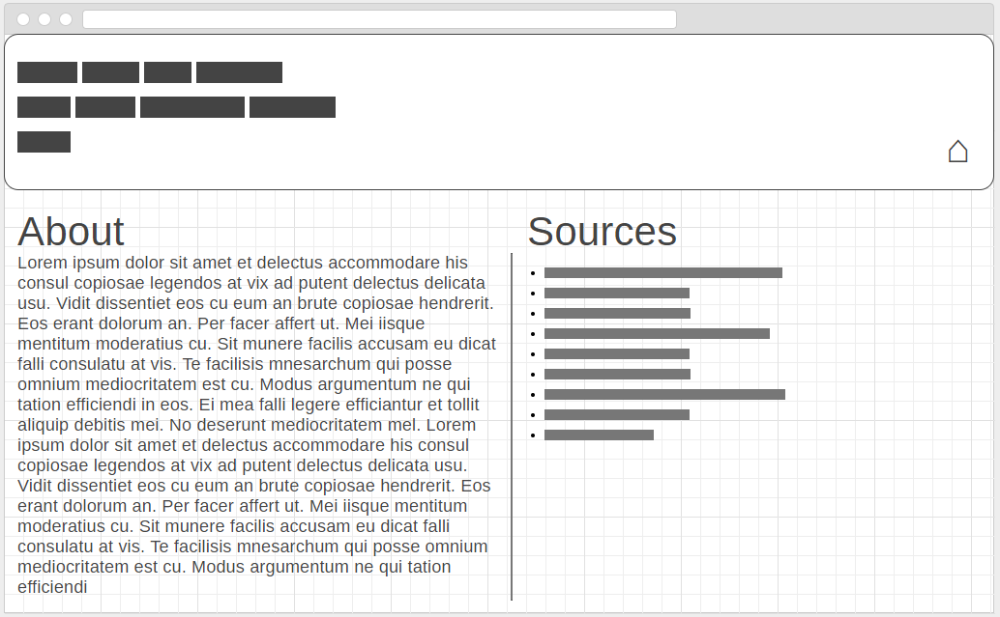 About
Lorem ipsum dolor sit amet et delectus accommodare his
consul copiosae legendos at vix ad putent delectus delicata
usu. Vidit dissentiet eos cu eum an brute copiosae hendrerit.
Eos erant dolorum an. Per facer affert ut. Mei iisque
mentitum moderatius cu. Sit munere facilis accusam eu dicat
falli consulatu at vis. Te facilisis mnesarchum qui posse
omnium mediocritatem est cu. Modus argumentum ne qui
tation efficiendi in eos. Ei mea falli legere efficiantur et tollit
aliquip debitis mei. No deserunt mediocritatem mel. Lorem
ipsum dolor sit amet et delectus accommodare his consul
copiosae legendos at vix ad putent delectus delicata usu.
Vidit dissentiet eos cu eum an brute copiosae hendrerit. Eos
erant dolorum an. Per facer affert ut. Mei iisque mentitum
moderatius cu. Sit munere facilis accusam eu dicat falli
consulatu at vis. Te facilisis mnesarchum qui posse omnium
mediocritatem est cu. Modus argumentum ne qui tation
efficiendi
Sources